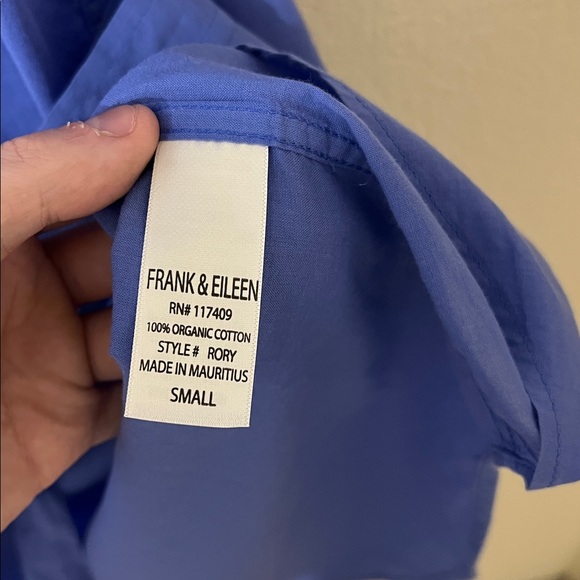 FRANK & EILEEN
RN# 117409
100% ORGANIC COTTON
STYLE # RORY
MADE IN MAURITIUS
SMALL